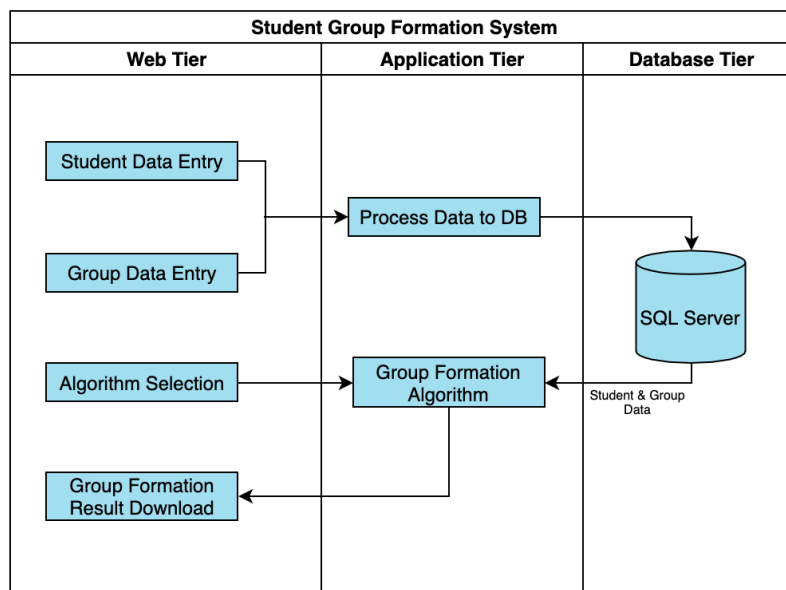 Student Group Formation System
Web Tier
Application Tier
Database Tier
Student Data Entry
Process Data to DB
Group Data Entry
SQL Server
Algorithm Selection
Group Formation
Algorithm
Student & Group
Data
Group Formation
Result Download